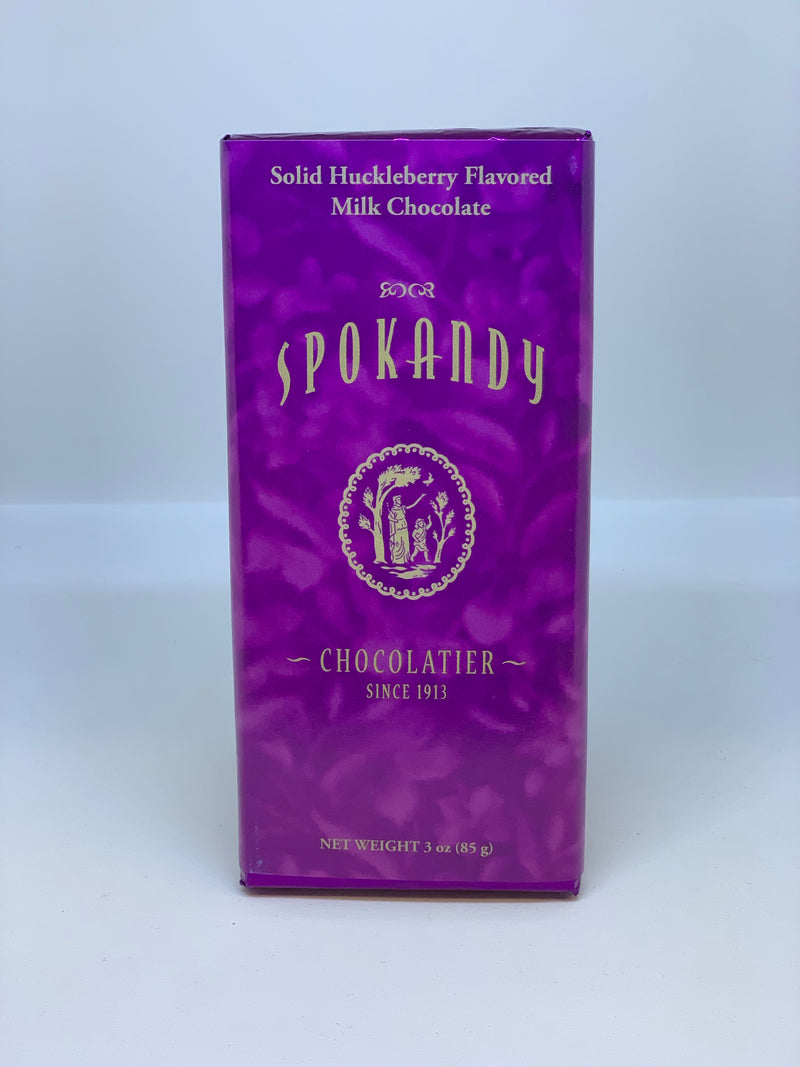 Solid Huckleberry Flavored
Milk Chocolate
SPOKANDY
~ CHOCOLATIER ~
SINCE 1913
NET WEIGHT 3 oz (85 g)